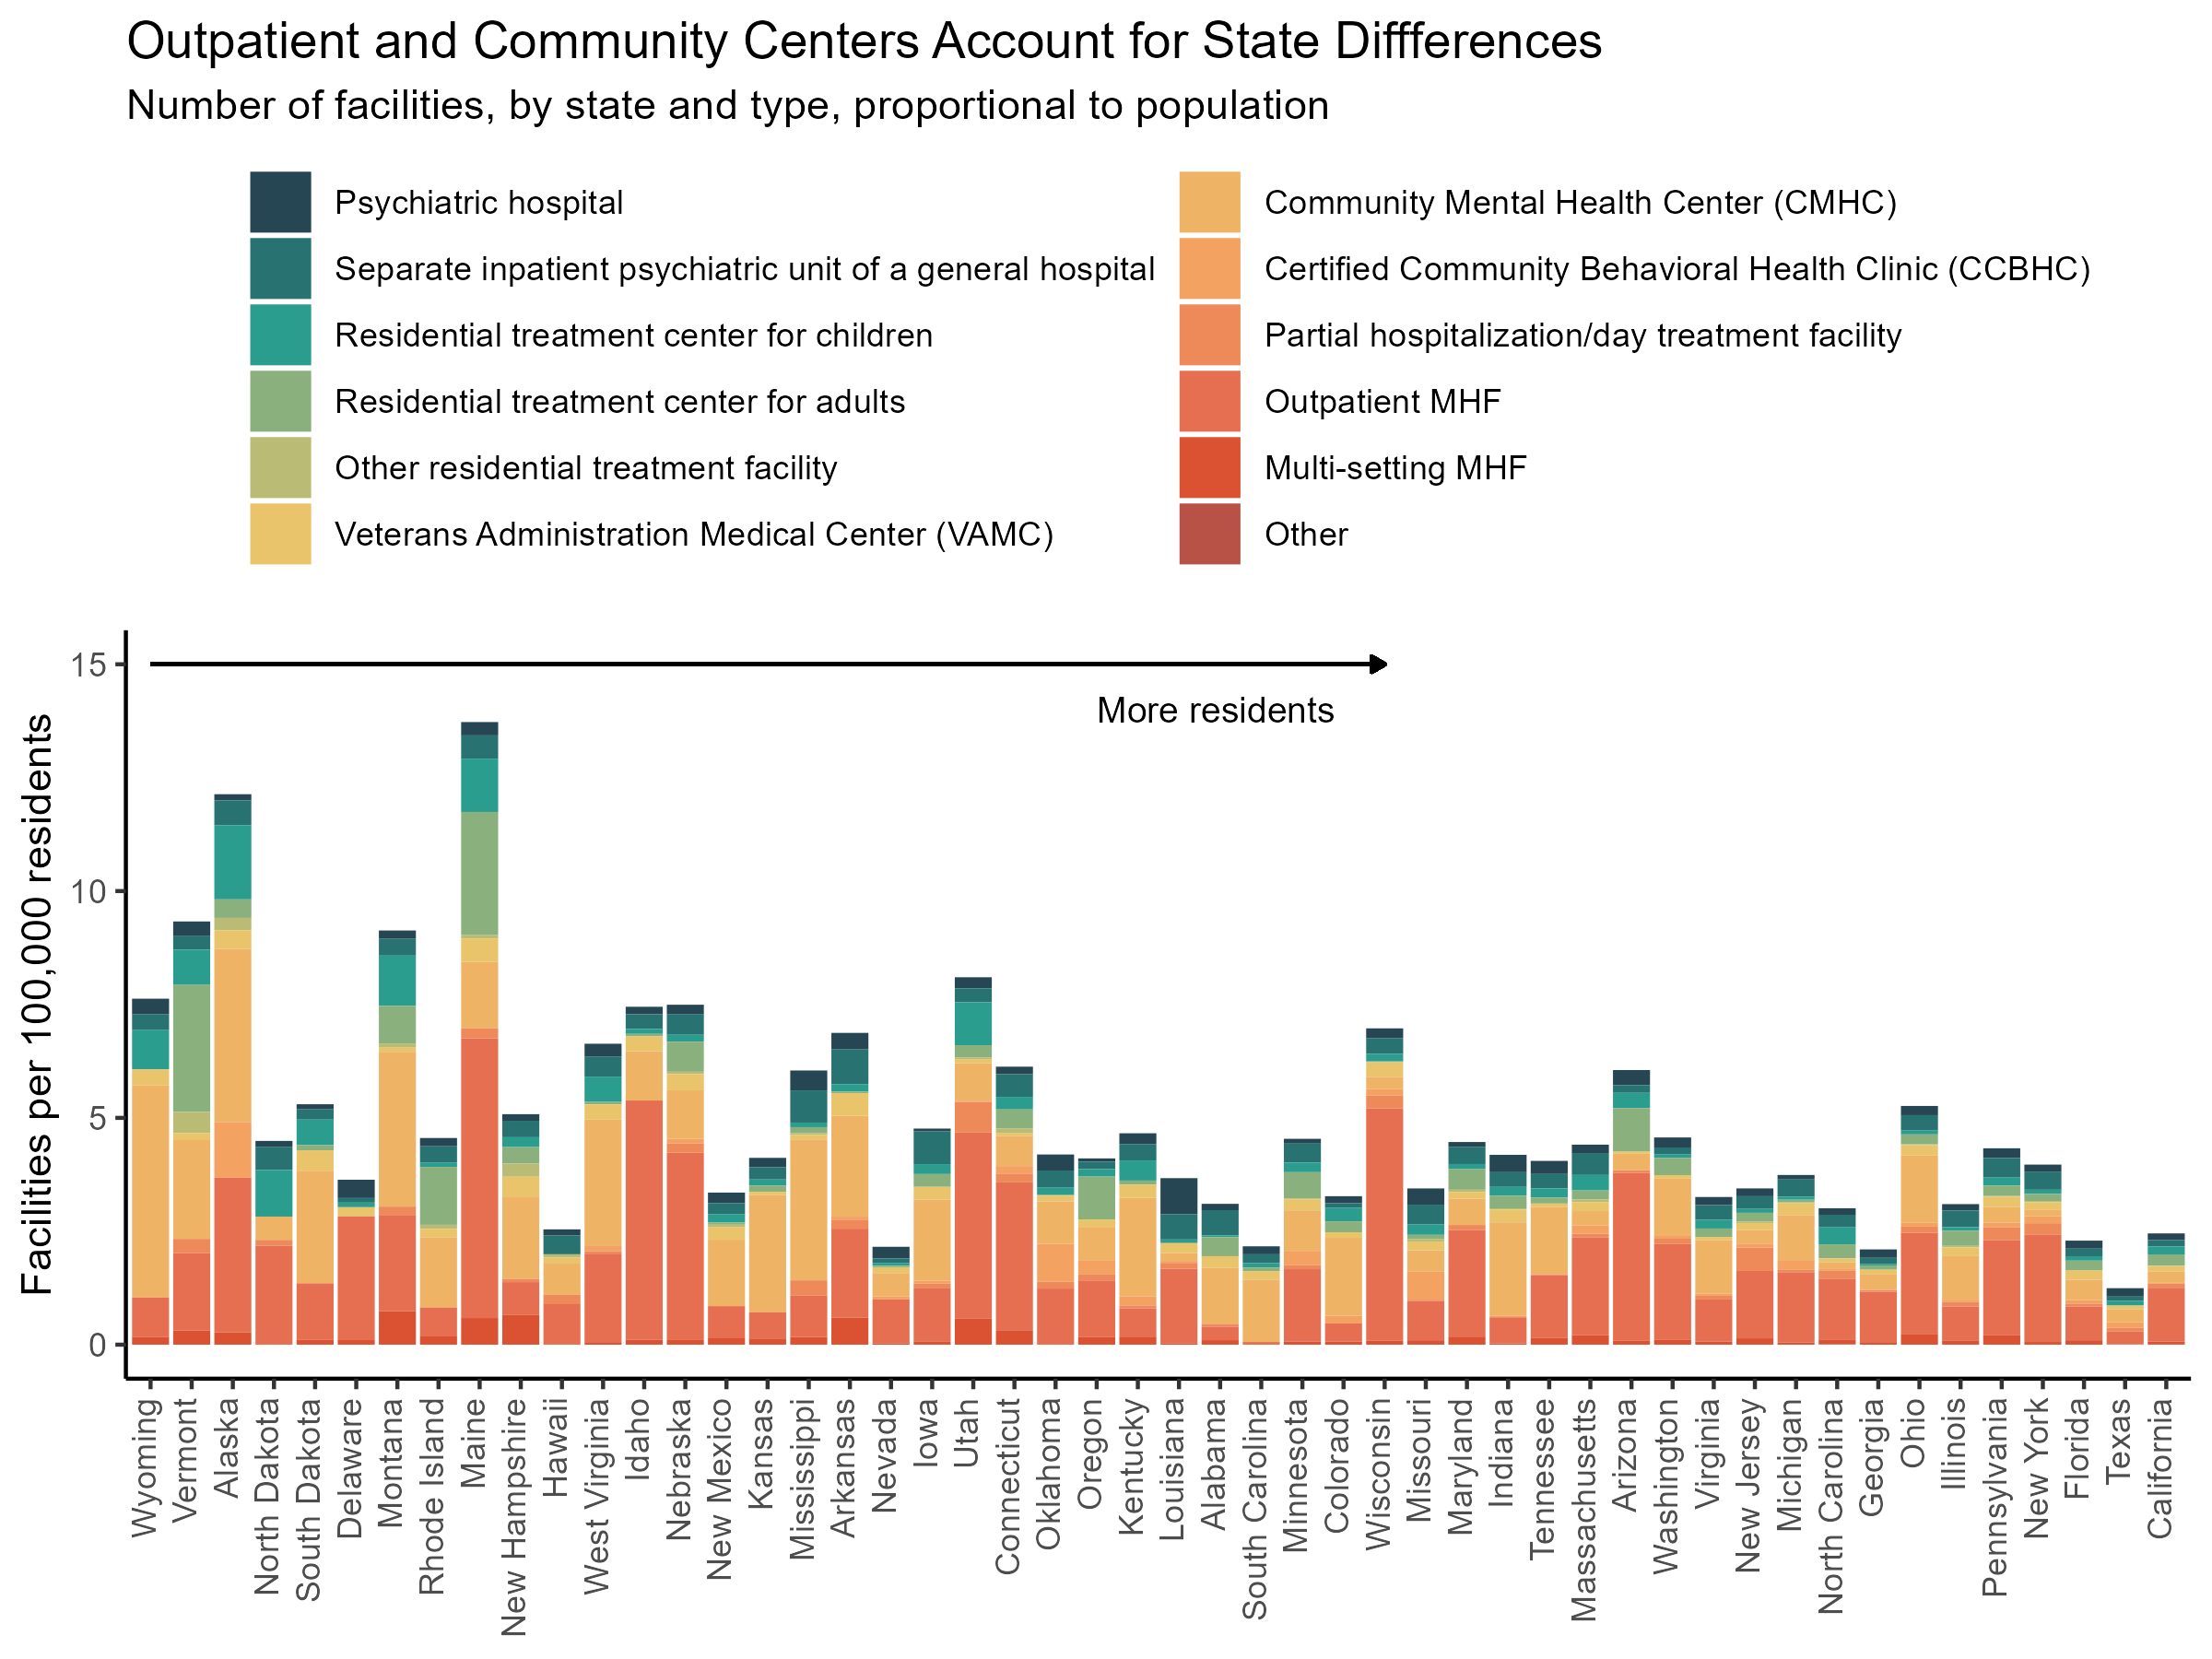 Outpatient and Community Centers Account for State Diffferences
Number of facilities, by state and type, proportional to population
Psychiatric hospital
Separate inpatient psychiatric unit of a general hospital
Residential treatment center for children
Residential treatment center for adults
Other residential treatment facility
Veterans Administration Medical Center (VAMC)
Community Mental Health Center (CMHC)
Certified Community Behavioral Health Clinic (CCBHC)
Partial hospitalization/day treatment facility
Outpatient MHF
Multi-setting MHF
Other
Facilities per 100,000 residents
15
10
5
0
More residents
Wyoming
Vermont
Alaska
North Dakota
South Dakota
Delaware
Montana
Rhode Island
Maine
New Hampshire
Hawaii
West Virginia
Idaho
Nebraska
New Mexico
Kansas
Mississippi
Arkansas
Nevada
Iowa
Utah
Connecticut
Oklahoma
Oregon
Kentucky
Louisiana
Alabama
South Carolina
Minnesota
Colorado
Wisconsin
Missouri
Maryland
Indiana
Tennessee
Massachusetts
Arizona
Washington
Virginia
New Jersey
Michigan
North Carolina
Georgia
Ohio
Illinois
Pennsylvania
New York
Florida
Texas
California